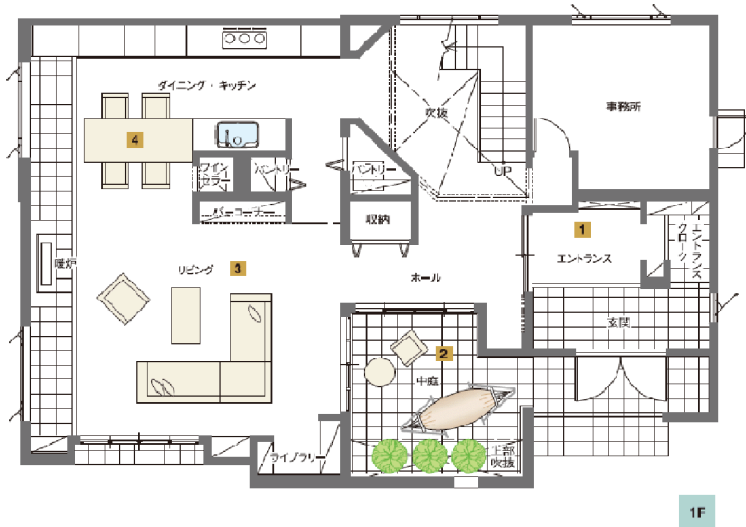 ダイニング・キッチン
4
ワイン
セラー
パントリー
バーコーナー
パントリー
収納
吹抜
UP
事務所
1
エントランス
エントランス
クローク
玄関
暖炉
リビング
3
ホール
2
中庭
上部
吹抜
ライブラリー
1F